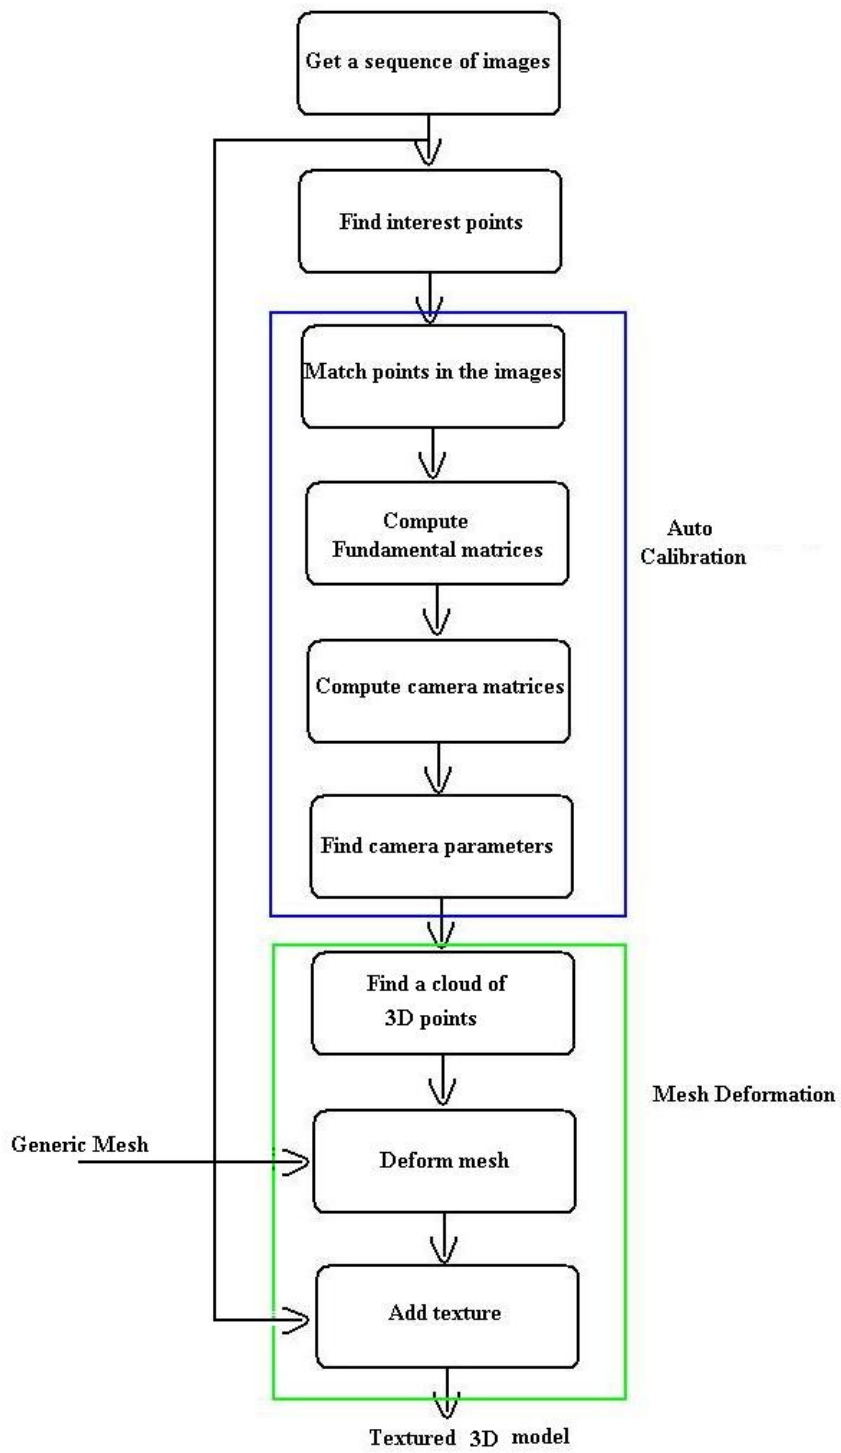 Get a sequence of images
Find interest points
Match points in the images
Compute
Fundamental matrices
Auto
Calibration
Compute camera matrices
Find camera parameters
Find a cloud of
3D points
Mesh Deformation
Generic Mesh
Deform mesh
Add texture
Textured 3D model